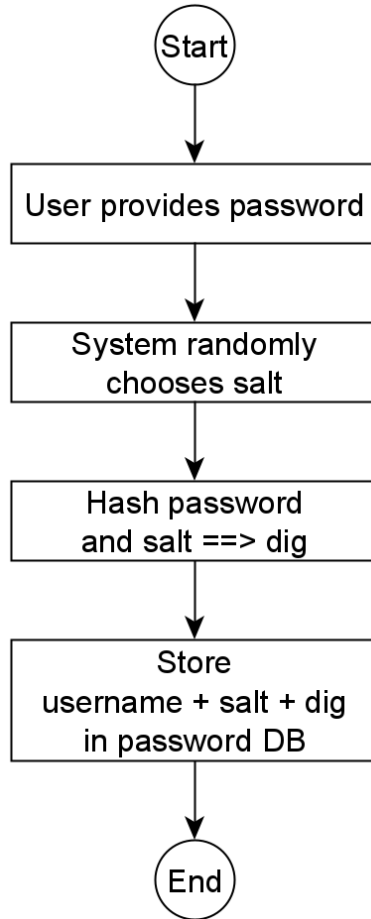 Start
User provides password
System randomly
chooses salt
Hash password
and salt ==> dig
Store
username + salt + dig
in password DB
End